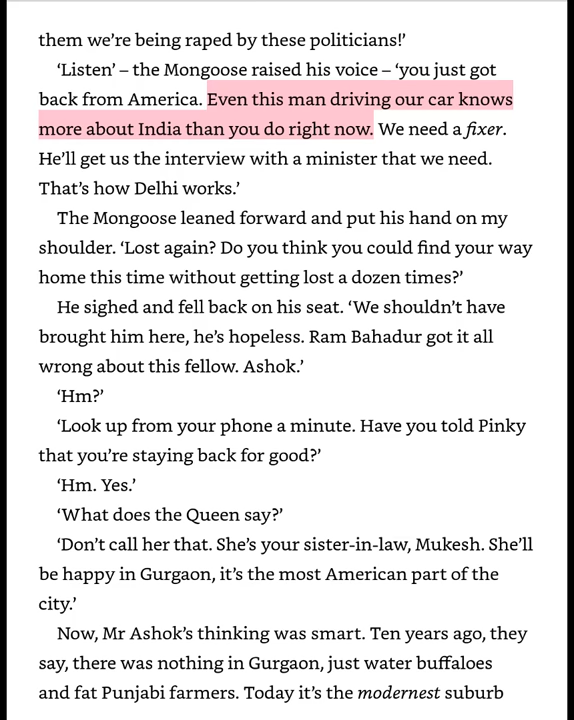 them we’re being raped by these politicians!’
‘Listen’ – the Mongoose raised his voice – ‘you just got
back from America. Even this man driving our car knows
more about India than you do right now. We need a fixer.
He’ll get us the interview with a minister that we need.
That’s how Delhi works.’
The Mongoose leaned forward and put his hand on my
shoulder. ‘Lost again? Do you think you could find your way
home this time without getting lost a dozen times?’
He sighed and fell back on his seat. ‘We shouldn’t have
brought him here, he’s hopeless. Ram Bahadur got it all
wrong about this fellow. Ashok.’
‘Hm?’
‘Look up from your phone a minute. Have you told Pinky
that you’re staying back for good?’
‘Hm. Yes.’
‘What does the Queen say?’
‘Don’t call her that. She’s your sister-in-law, Mukesh. She’ll
be happy in Gurgaon, it’s the most American part of the
city.’
Now, Mr Ashok’s thinking was smart. Ten years ago, they
say, there was nothing in Gurgaon, just water buffaloes
and fat Punjabi farmers. Today it’s the modernest suburb